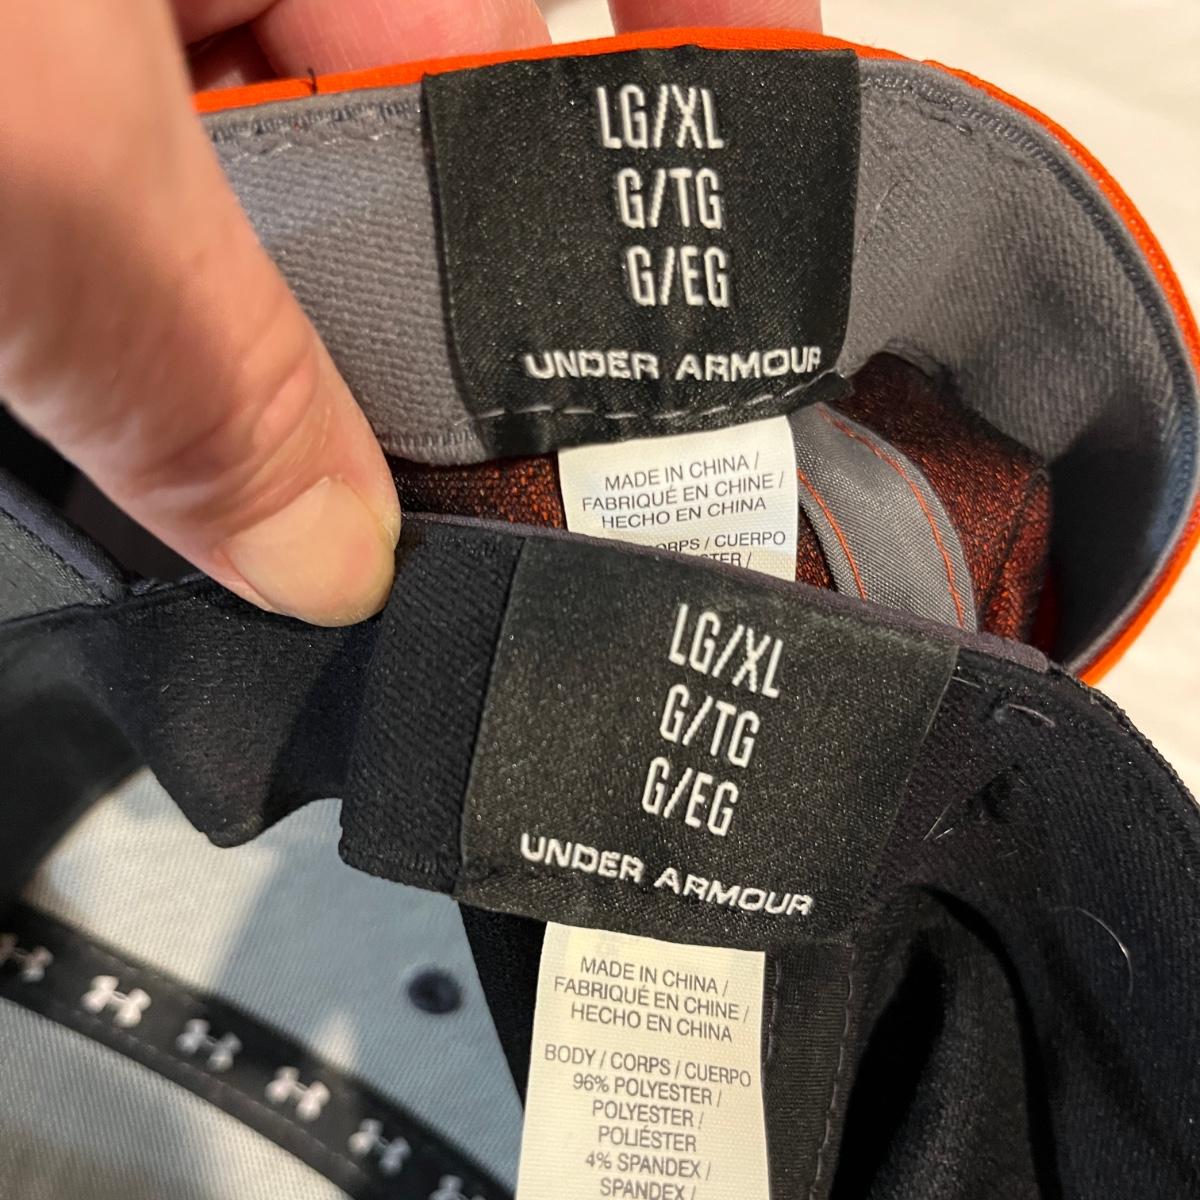 LG/XL
G/TG
G/EG
UNDER ARMOUR
MADE IN CHINA /
FABRIQUÉ EN CHINE /
HECHO EN CHINA
ORPS / CUERPO
LG/XL
G/TG
G/EG
UNDER ARMOUR
MADE IN CHINA /
FABRIQUÉ EN CHINE /
HECHO EN CHINA
BODY / CORPS / CUERPO
96% POLYESTER /
POLYESTER /
POLIÉSTER
4% SPANDEX /
SPANDEX /